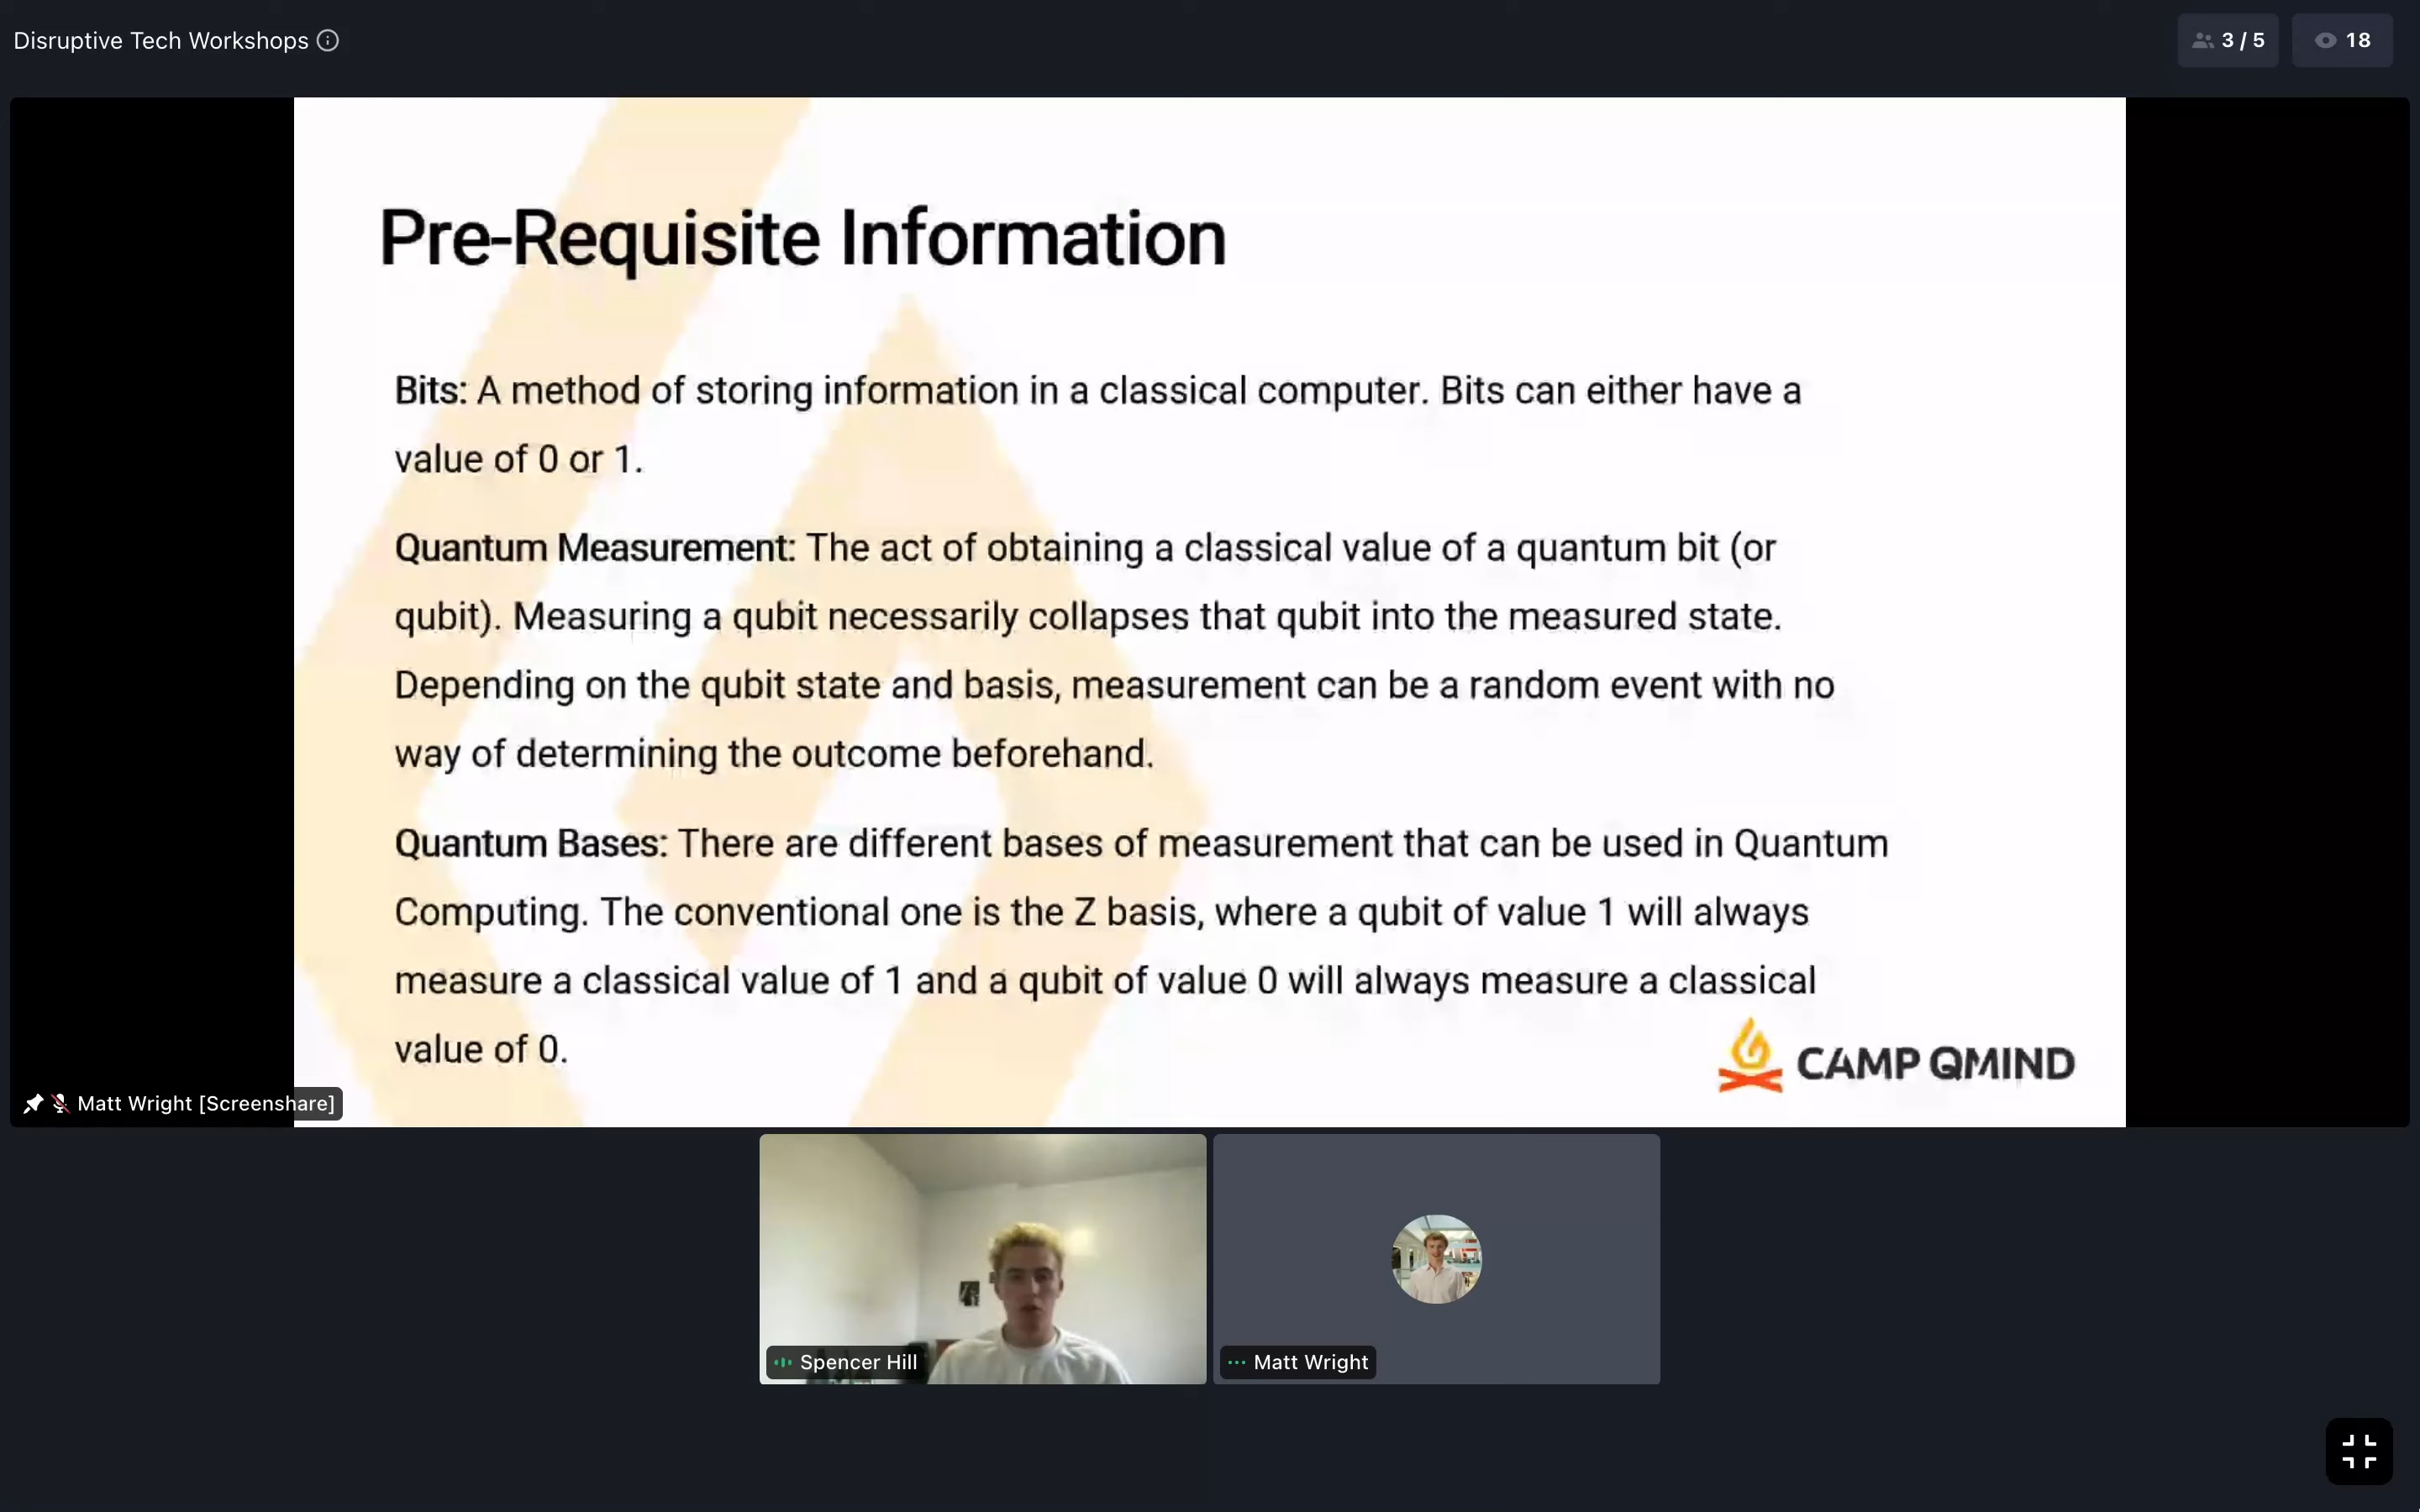 Disruptive Tech Workshops
3 / 5
18
Pre-Requisite Information
Bits: A method of storing information in a classical computer. Bits can either have a
value of 0 or 1.
Quantum Measurement: The act of obtaining a classical value of a quantum bit (or
qubit). Measuring a qubit necessarily collapses that qubit into the measured state.
Depending on the qubit state and basis, measurement can be a random event with no
way of determining the outcome beforehand.
Quantum Bases: There are different bases of measurement that can be used in Quantum
Computing. The conventional one is the Z basis, where a qubit of value 1 will always
measure a classical value of 1 and a qubit of value 0 will always measure a classical
value of 0.
CAMP QMIND
Matt Wright [Screenshare]
Spencer Hill
Matt Wright